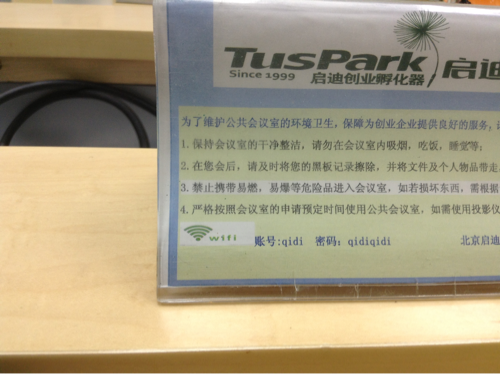 TusPark
Since 1999 启迪创业孵化器 启迪
为了维护公共会议室的环境卫生，保障为创业企业提供良好的服务，
1. 保持会议室的干净整洁，请勿在会议室内吸烟，吃饭，睡觉等；
2. 在您会后，请及时将您的黑板记录擦除，并将文件及个人物品带走
3. 禁止携带易燃，易爆等危险品进入会议室，如若损坏东西，需根据
4. 严格按照会议室的申请预定时间使用公共会议室，如需使用投影仪
wifi 账号:qidi 密码：qidiqidi 北京启迪